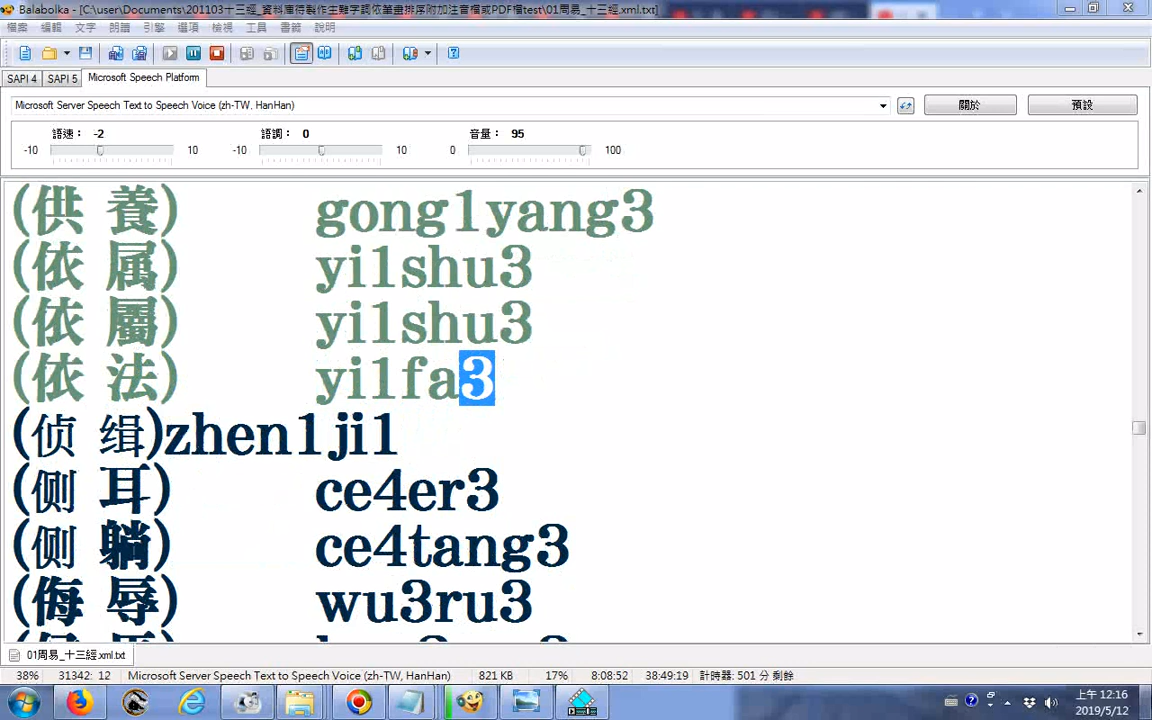 Balabolka - [C:\user\Documents\201103十三經_資料庫待製作生難字詞依筆畫排序附加注音檔或PDF檔test\01周易_十三經.xml.txt]
檔案 編輯 文字 朗讀 引擎 選項 檢視 工具 書籤 說明
SAPI 4 SAPI 5 Microsoft Speech Platform
Microsoft Server Speech Text to Speech Voice (zh-TW, HanHan) 關於 預設
語速： -2 語調： 0 音量： 95
-10 10 -10 10 0 100
(供 養) gong1yang3
(依 属) yi1shu3
(依 屬) yi1shu3
(依 法) yi1fa3
(侦 缉)zhen1ji1
(侧 耳) ce4er3
(侧 躺) ce4tang3
(侮 辱) wu3ru3
01周易_十三經.xml.txt
38% 31342: 12 Microsoft Server Speech Text to Speech Voice (zh-TW, HanHan) 821 KB 17% 8:08:52 38:49:19 計時器: 501 分 剩餘
上午 12:16
2019/5/12